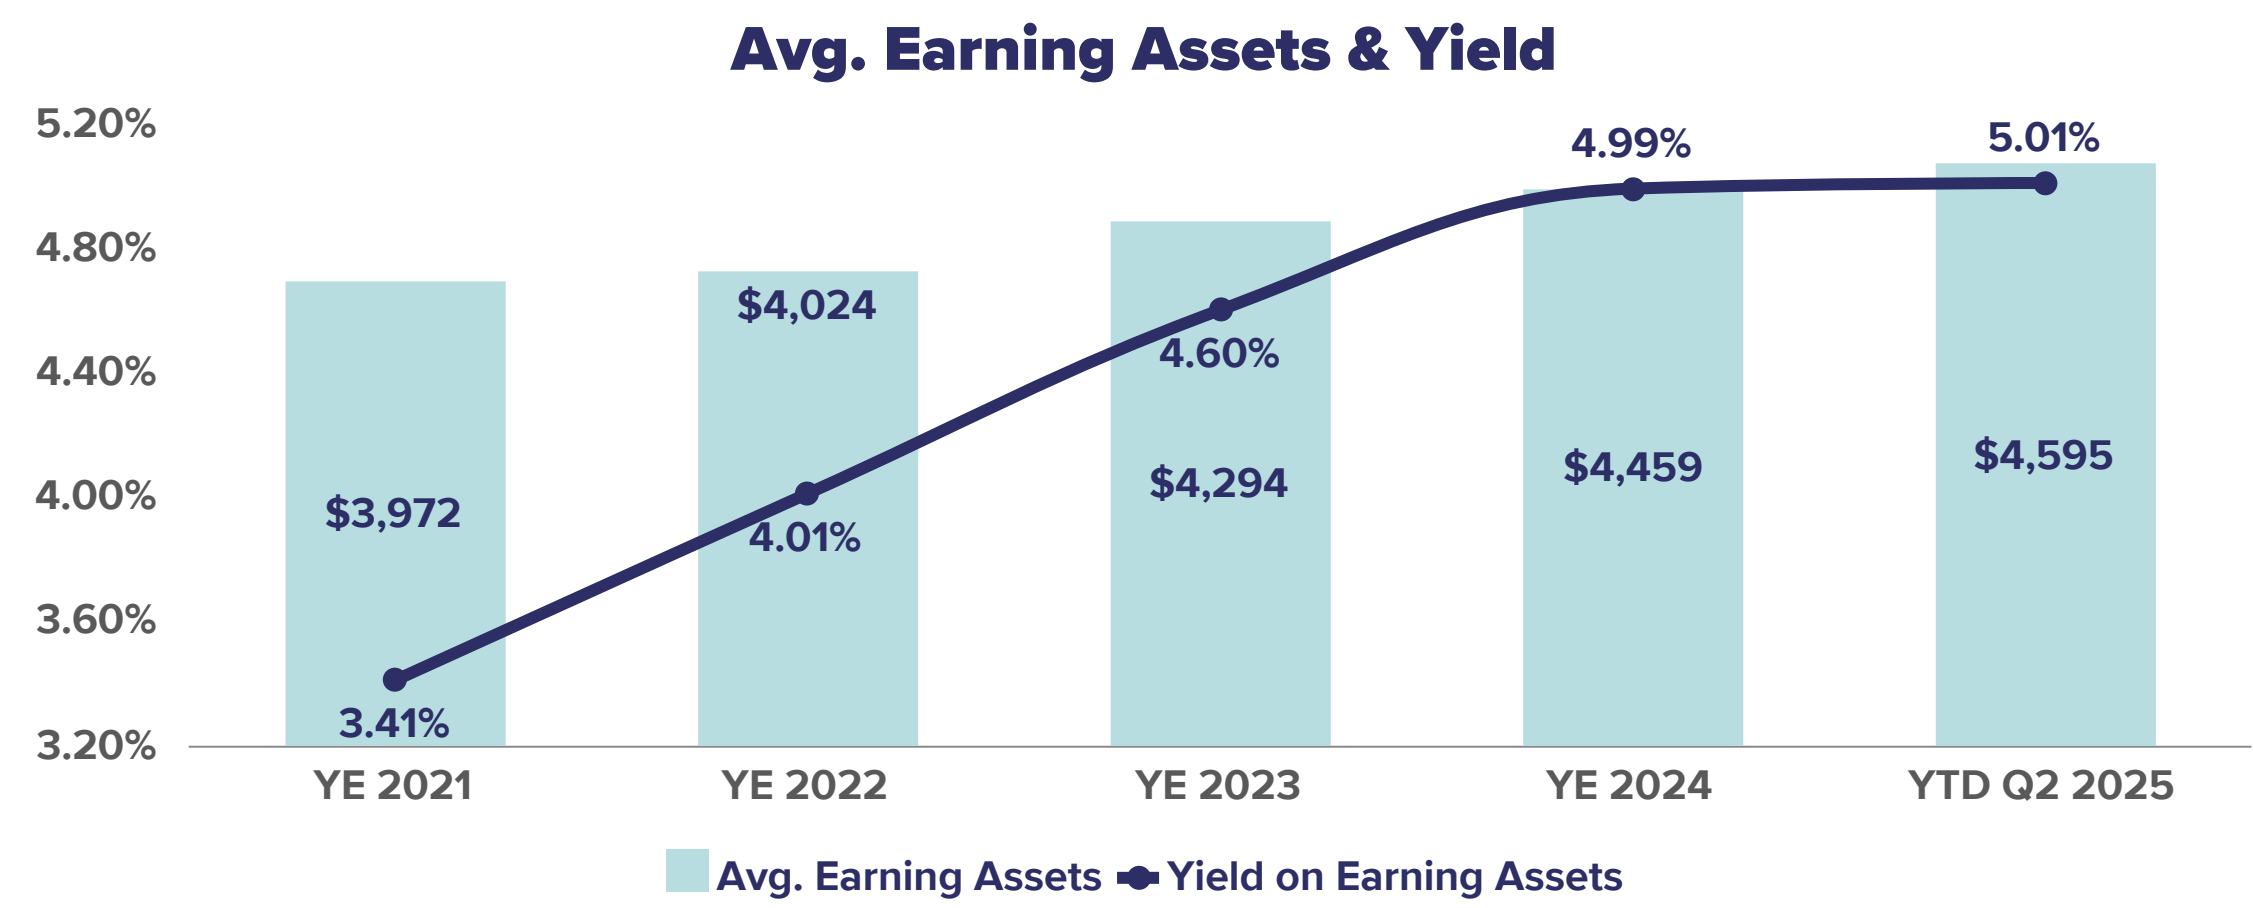 Avg. Earning Assets & Yield
5.20%
4.80%
4.40%
4.00%
3.60%
3.20%
4.99%
5.01%
$4,024
4.60%
$3,972
4.01%
$4,294
$4,459
$4,595
3.41%
YE 2021
YE 2022
YE 2023
YE 2024
YTD Q2 2025
Avg. Earning Assets
Yield on Earning Assets